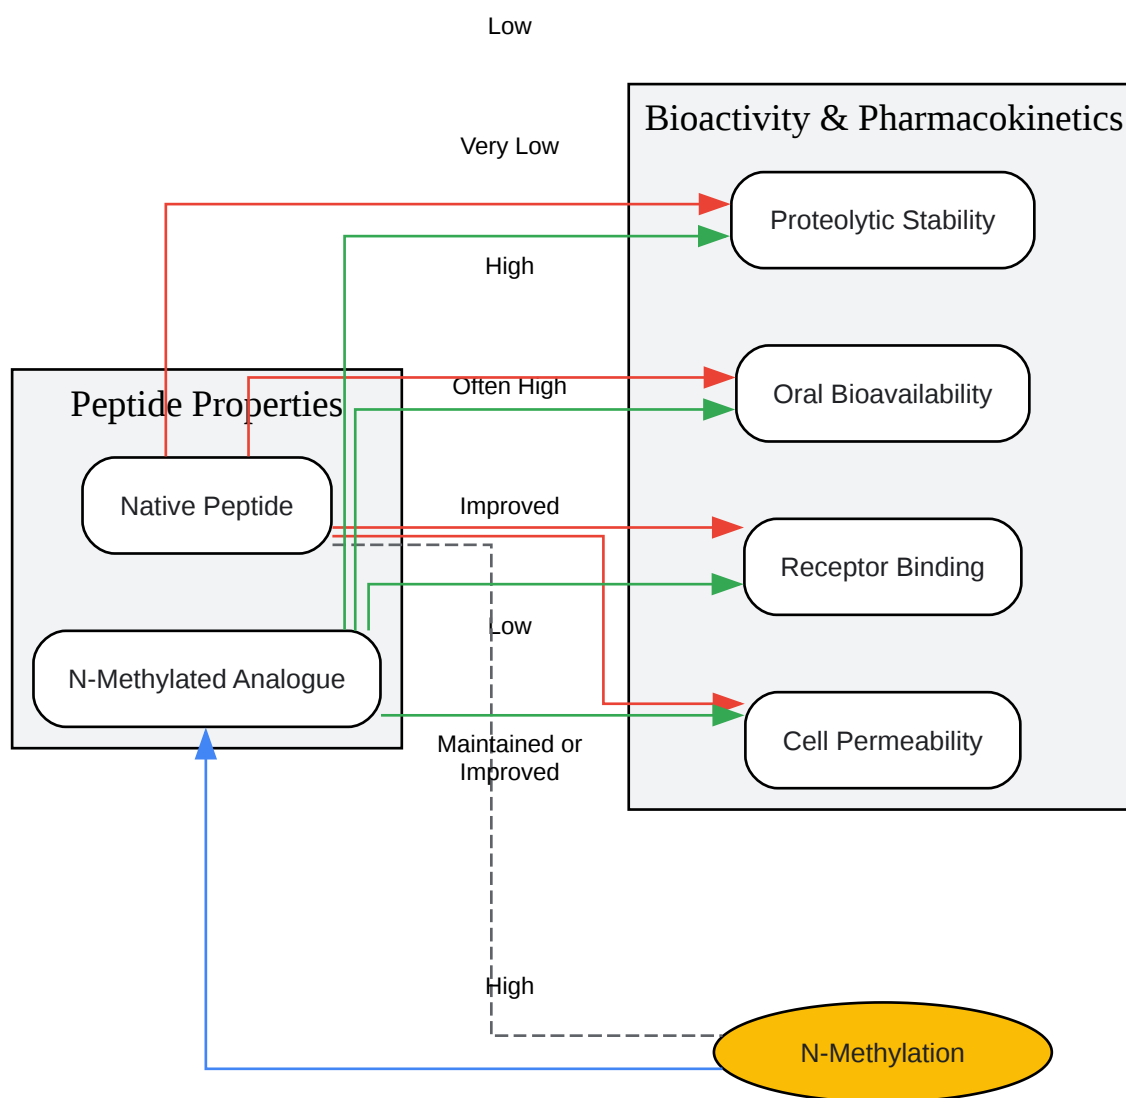 Low
Bioactivity & Pharmacokinetics
Very Low
Proteolytic Stability
High
Often High
Oral Bioavailability
Peptide Properties
Native Peptide
Improved
Receptor Binding
Low
N-Methylated Analogue
Maintained or
Improved
Cell Permeability
High
N-Methylation